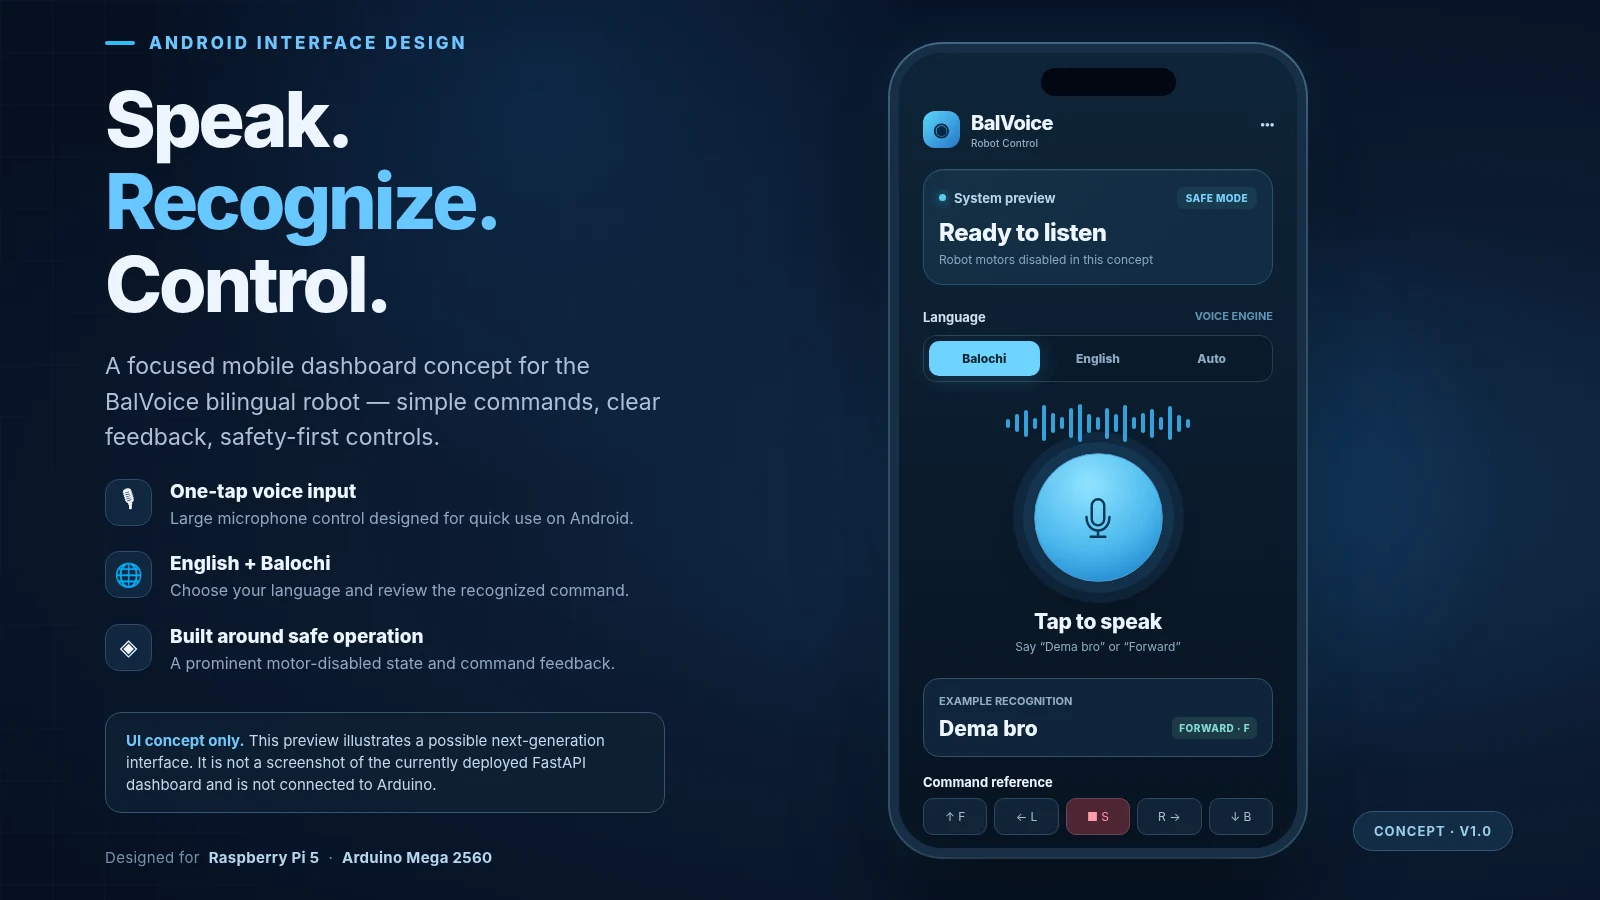 ANDROID INTERFACE DESIGN
Speak.
Recognize.
Control.
A focused mobile dashboard concept for the
BalVoice bilingual robot — simple commands, clear
feedback, safety-first controls.
One-tap voice input
Large microphone control designed for quick use on Android.
English + Balochi
Choose your language and review the recognized command.
Built around safe operation
A prominent motor-disabled state and command feedback.
UI concept only. This preview illustrates a possible next-generation
interface. It is not a screenshot of the currently deployed FastAPI
dashboard and is not connected to Arduino.
Designed for Raspberry Pi 5 · Arduino Mega 2560
BalVoice
Robot Control
System preview SAFE MODE
Ready to listen
Robot motors disabled in this concept
Language VOICE ENGINE
Balochi English Auto
Tap to speak
Say “Dema bro” or “Forward”
EXAMPLE RECOGNITION
Dema bro FORWARD · F
Command reference
↑ F ← L ■ S R → ↓ B
CONCEPT · V1.0